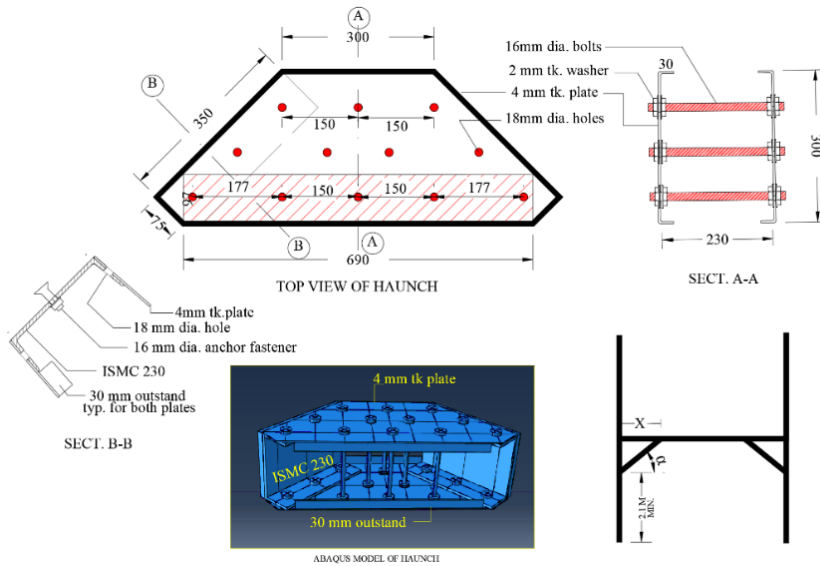 A
300
B
350
150
150
177
150
150
177
97
75
B
A
690
TOP VIEW OF HAUNCH
16mm dia. bolts
2 mm tk. washer
4 mm tk. plate
18mm dia. holes
30
300
230
SECT. A-A
4mm tk.plate
18 mm dia. hole
16 mm dia. anchor fastener
ISMC 230
30 mm outstand
typ. for both plates
SECT. B-B
4 mm tk plate
ISMC 230
30 mm outstand
ABAQUS MODEL OF HAUNCH
X
α
2.1 M
MIN.